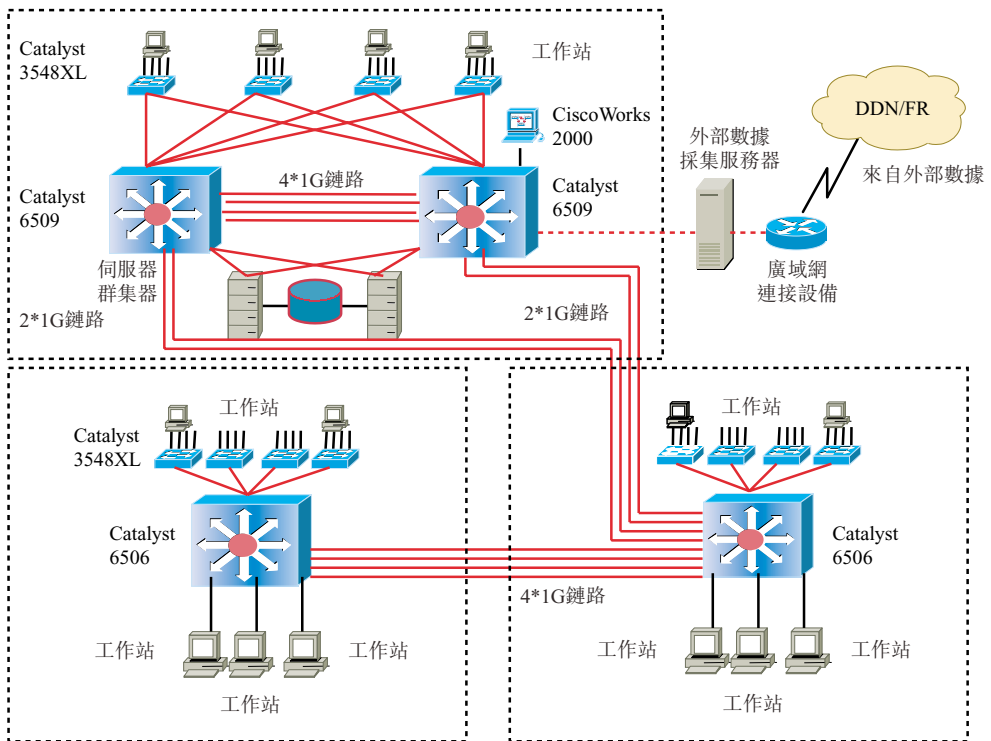 Catalyst
3548XL
工作站
CiscoWorks
2000
DDN/FR
外部數據
採集服務器
來自外部數據
Catalyst
6509
4*1G鏈路
Catalyst
6509
廣域網
連接設備
伺服器
群集器
2*1G鏈路
2*1G鏈路
工作站
Catalyst
3548XL
工作站
Catalyst
6506
Catalyst
6506
4*1G鏈路
工作站
工作站
工作站
工作站
工作站
工作站